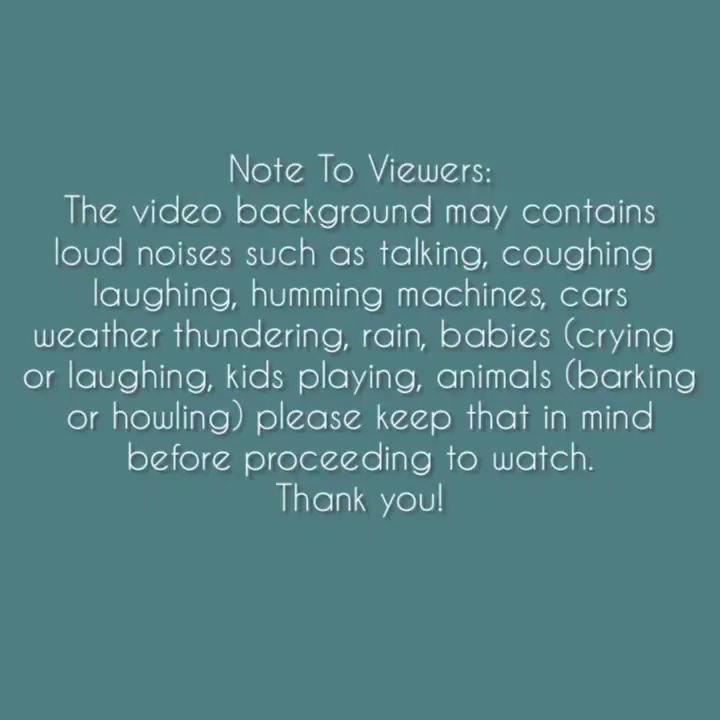 Note To Viewers:
The video background may contains
loud noises such as talking, coughing
laughing, humming machines, cars
weather thundering, rain, babies (crying
or laughing, kids playing, animals (barking
or howling) please keep that in mind
before proceeding to watch.
Thank you!